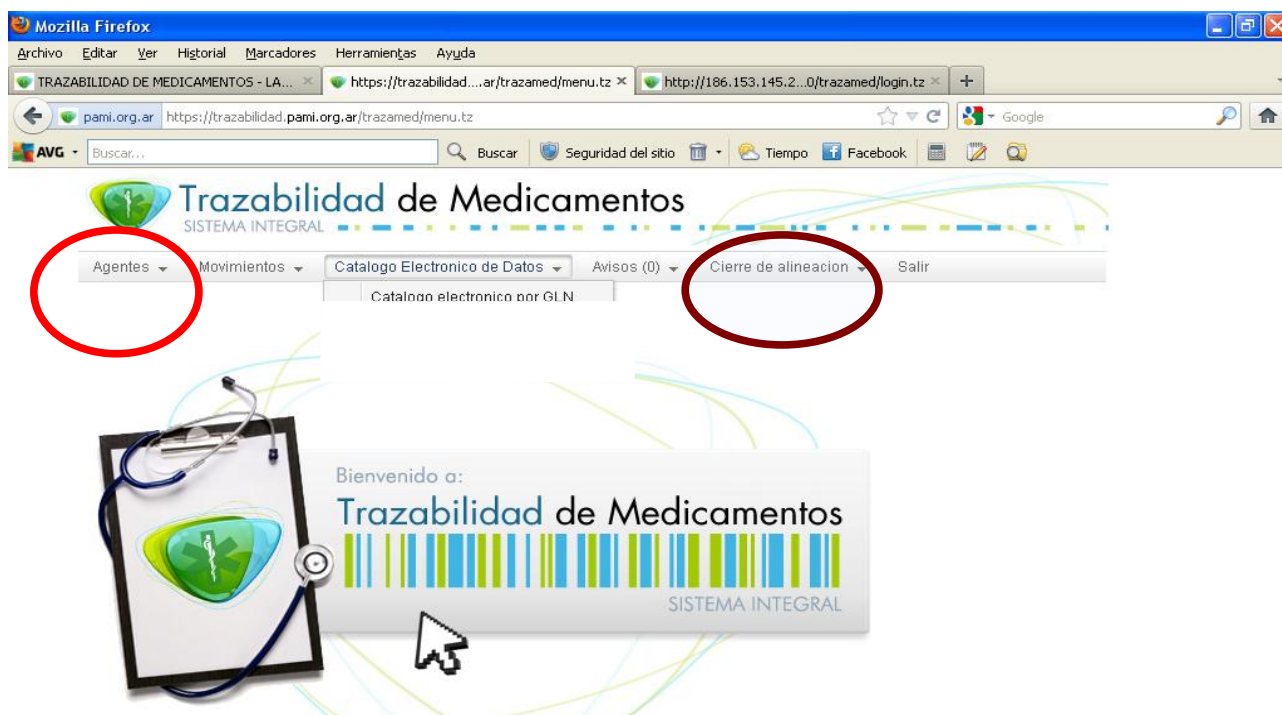 Mozilla Firefox
Archivo Editar Ver Historial Marcadores Herramientas Ayuda
TRAZABILIDAD DE MEDICAMENTOS - LA... https://trazabilidad....ar/trazamed/menu.tz http://186.153.145.2...0/trazamed/login.tz
pami.org.ar https://trazabilidad.pami.org.ar/trazamed/menu.tz Google
AVG Buscar... Buscar Seguridad del sitio Tiempo Facebook
Trazabilidad de Medicamentos
SISTEMA INTEGRAL
Agentes Movimientos Catalogo Electronico de Datos Avisos (0) Cierre de alineacion Salir
Catalogo electronico por GLN
Bienvenido a:
Trazabilidad de Medicamentos
SISTEMA INTEGRAL